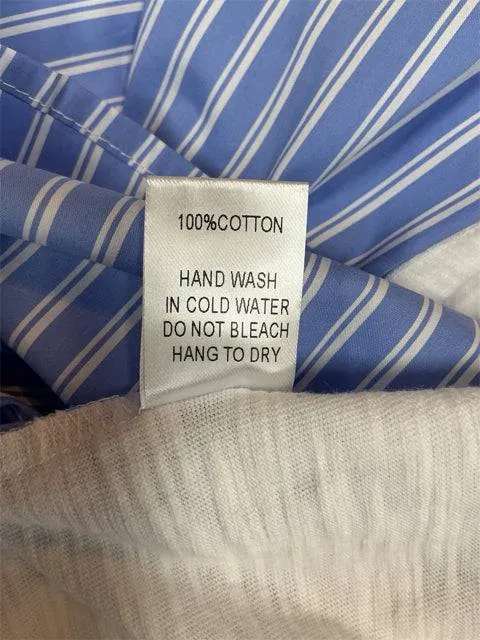 100%COTTON
HAND WASH
IN COLD WATER
DO NOT BLEACH
HANG TO DRY